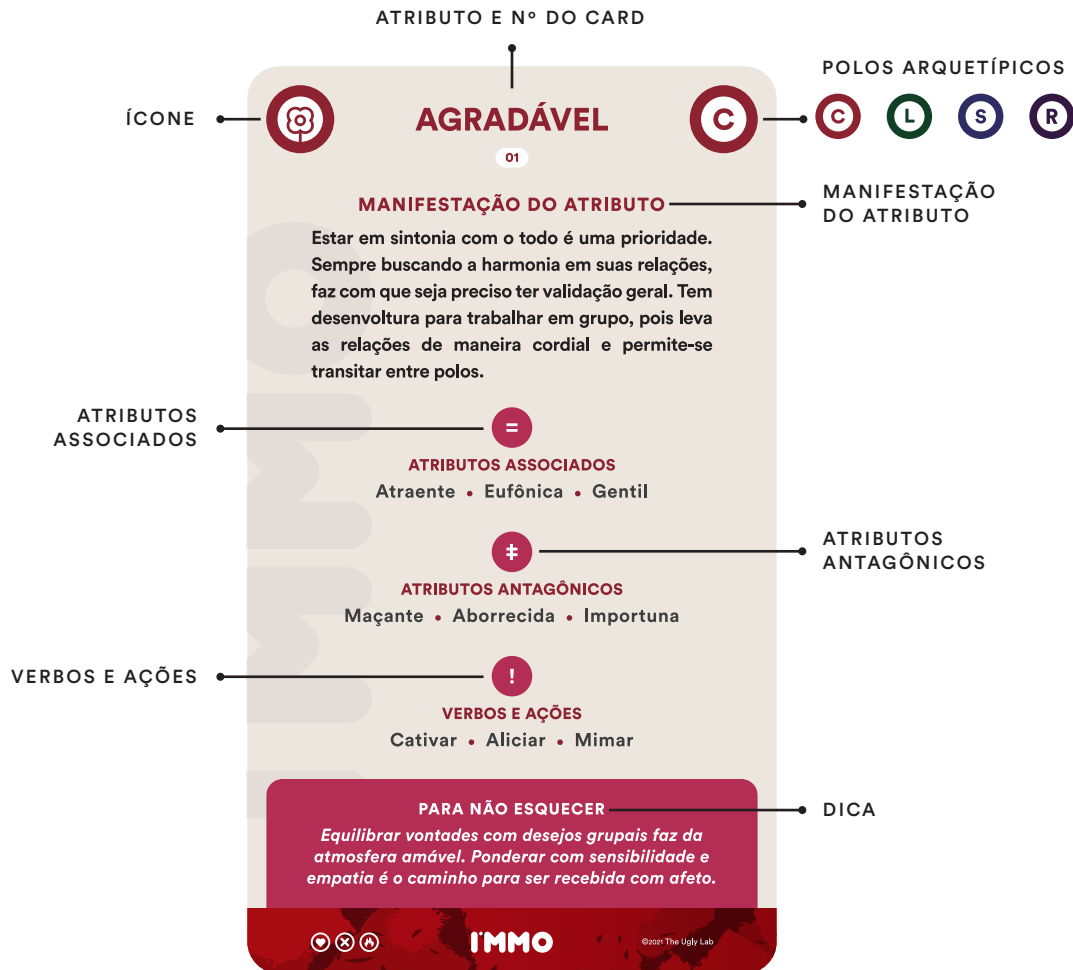 ATRIBUTO E Nº DO CARD
POLOS ARQUETÍPICOS
ÍCONE
AGRADÁVEL
C
C
L
S
R
01
MANIFESTAÇÃO DO ATRIBUTO
MANIFESTAÇÃO
DO ATRIBUTO
Estar em sintonia com o todo é uma prioridade.
Sempre buscando a harmonia em suas relações,
faz com que seja preciso ter validação geral. Tem
desenvoltura para trabalhar em grupo, pois leva
as relações de maneira cordial e permite-se
transitar entre polos.
ATRIBUTOS
ASSOCIADOS
=
ATRIBUTOS ASSOCIADOS
Atraente • Eufônica • Gentil
ATRIBUTOS
ANTAGÔNICOS
ǂ
ATRIBUTOS ANTAGÔNICOS
Maçante • Aborrecida • Importuna
VERBOS E AÇÕES
!
VERBOS E AÇÕES
Cativar • Aliciar • Mimar
PARA NÃO ESQUECER
DICA
Equilibrar vontades com desejos grupais faz da
atmosfera amável. Ponderar com sensibilidade e
empatia é o caminho para ser recebida com afeto.
I'MMO
©2021 The Ugly Lab
I'MMO